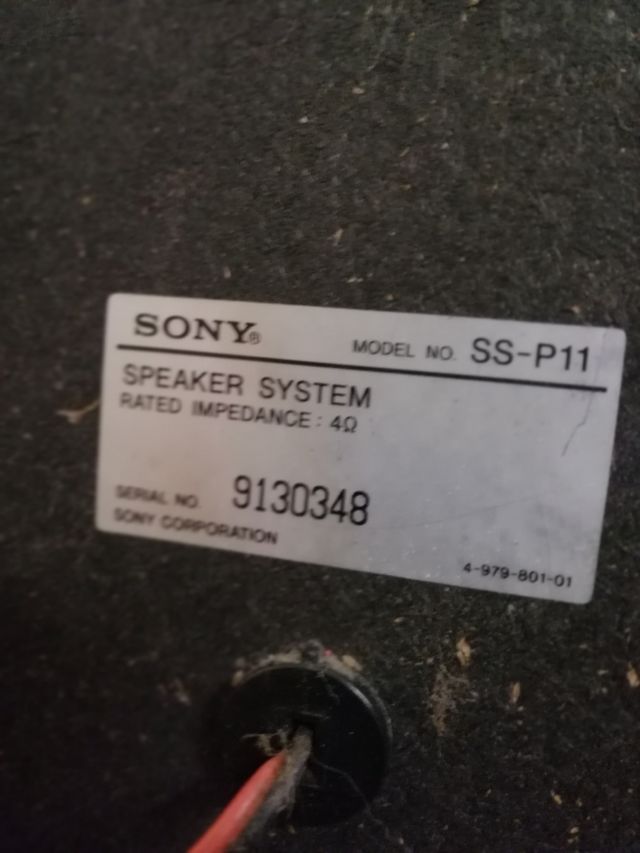 SONY®
MODEL NO. SS-P11
SPEAKER SYSTEM
RATED IMPEDANCE : 4Ω
SERIAL NO. 9130348
SONY CORPORATION
4-979-801-01